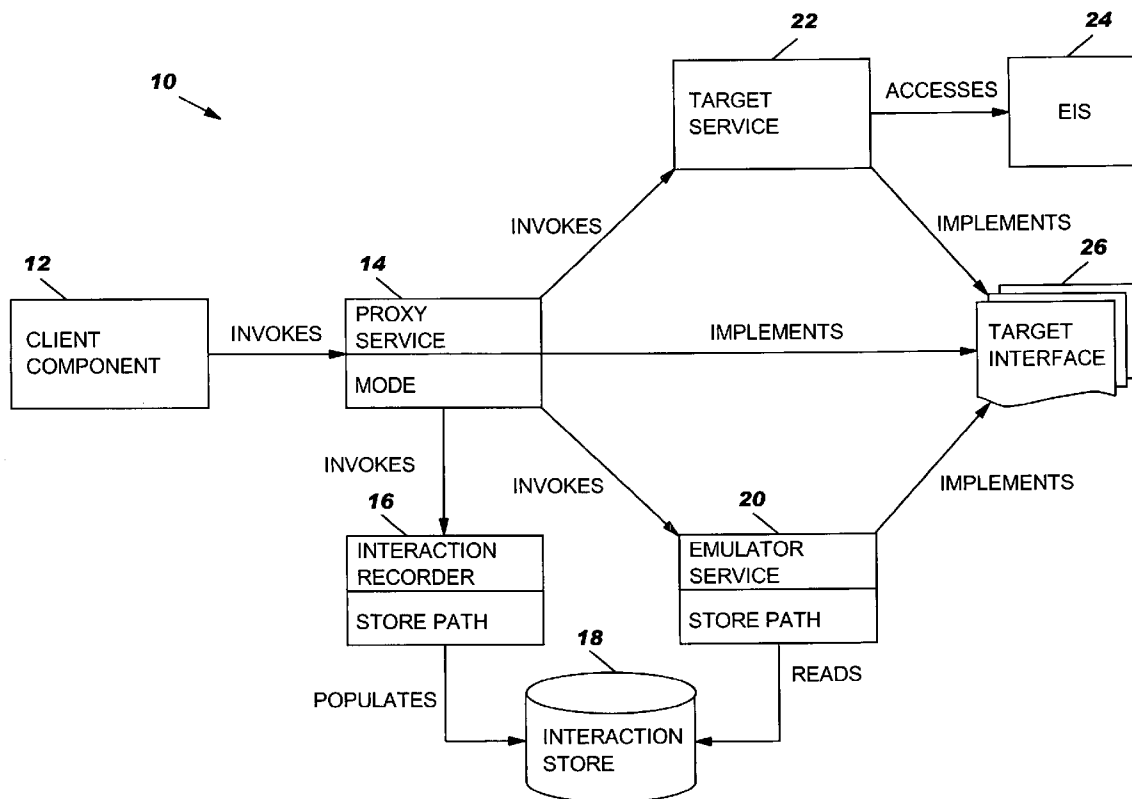 22
24
10
TARGET
SERVICE
ACCESSES
EIS
INVOKES
IMPLEMENTS
12
14
26
CLIENT
COMPONENT
INVOKES
PROXY
SERVICE
MODE
IMPLEMENTS
TARGET
INTERFACE
INVOKES
INVOKES
IMPLEMENTS
16
20
INTERACTION
RECORDER
STORE PATH
EMULATOR
SERVICE
STORE PATH
18
POPULATES
READS
INTERACTION
STORE